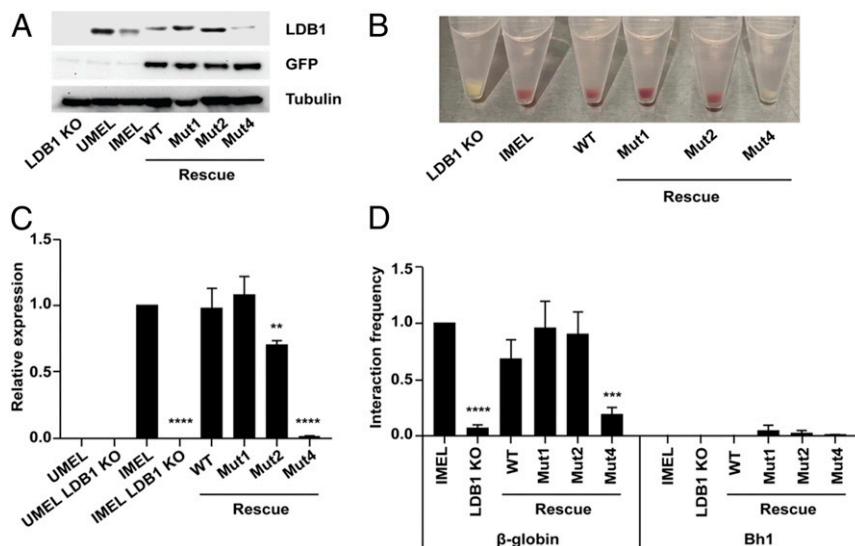 A
LDB1
GFP
Tubulin
LDB1 KO
UMEL
IMEL
WT
Mut1
Mut2
Mut4
Rescue
B
LDB1 KO
IMEL
WT
Mut1
Mut2
Mut4
Rescue
C
Relative expression
1.5
1.0
0.5
0.0
****
**
****
UMEL
UMEL LDB1 KO
IMEL
IMEL LDB1 KO
WT
Mut1
Mut2
Mut4
Rescue
D
Interaction frequency
1.5
1.0
0.5
0.0
****
***
IMEL
LDB1 KO
WT
Mut1
Mut2
Mut4
Rescue
β-globin
IMEL
LDB1 KO
WT
Mut1
Mut2
Mut4
Rescue
Bh1